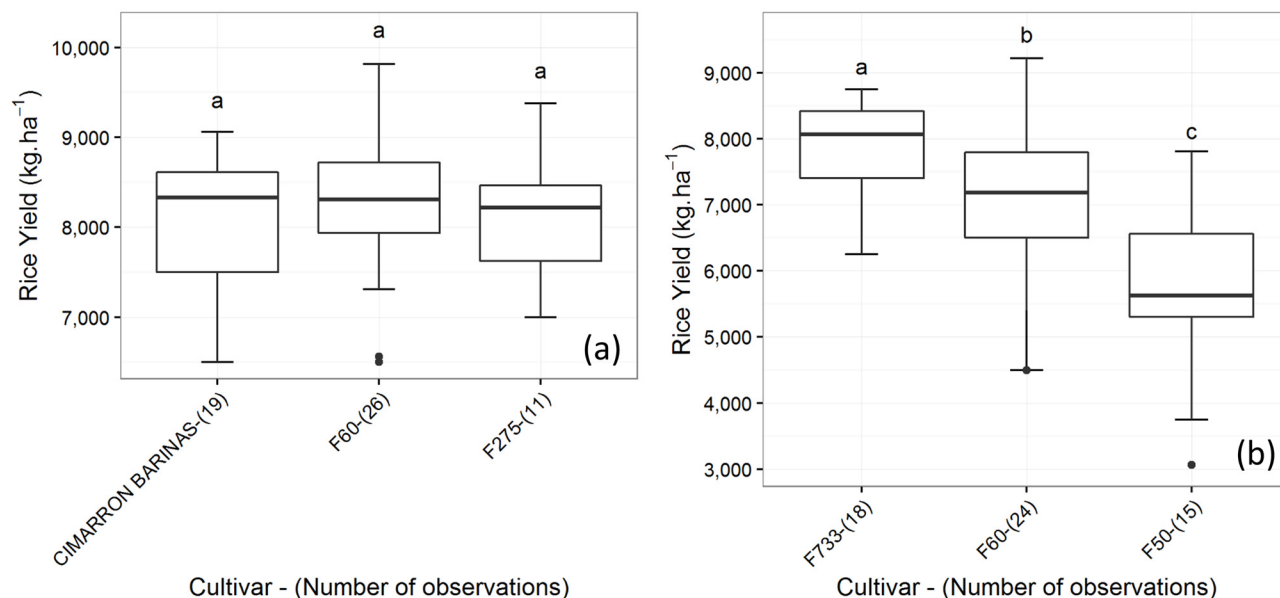 Rice Yield (kg.ha⁻¹)
10,000
9,000
8,000
7,000
a
a
a
(a)
CIMARRON BARINAS-(19)
F60-(26)
F275-(11)
Cultivar - (Number of observations)
Rice Yield (kg.ha⁻¹)
9,000
8,000
7,000
6,000
5,000
4,000
3,000
a
b
c
(b)
F733-(18)
F60-(24)
F50-(15)
Cultivar - (Number of observations)